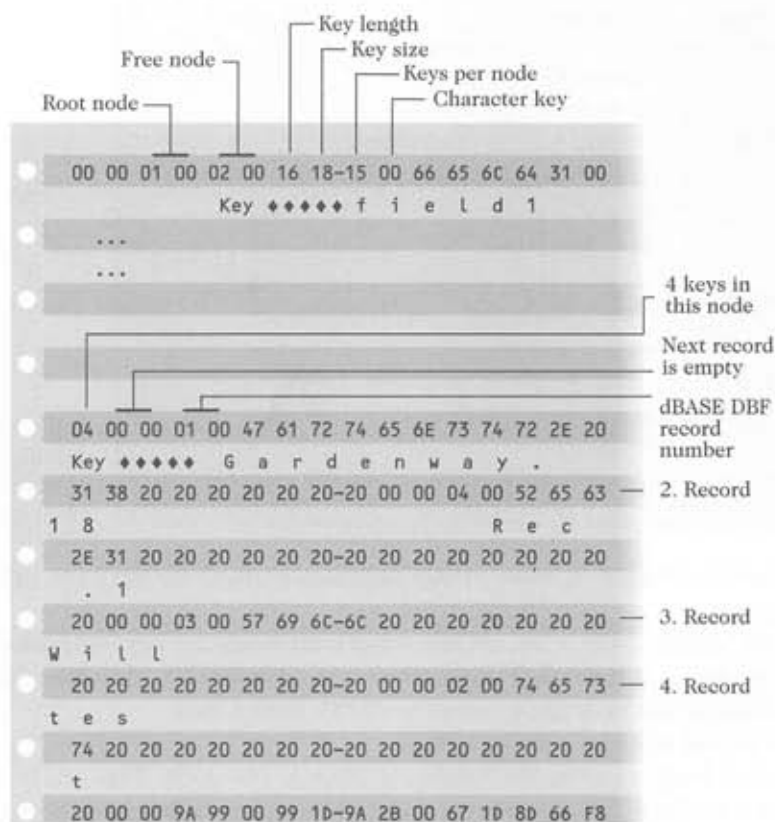 Key length
Key size
Free node
Keys per node
Root node
Character key
00 00 01 00 02 00 16 18-15 00 66 65 6C 64 31 00
Key ♦♦♦♦♦ f i e l d 1
...
...
4 keys in
this node
Next record
is empty
dBASE DBF
record
number
04 00 00 01 00 47 61 72 74 65 6E 73 74 72 2E 20
Key ♦♦♦♦♦ G a r d e n w a y .
31 38 20 20 20 20 20 20-20 00 00 04 00 52 65 63
2. Record
1 8 R e c
2E 31 20 20 20 20 20 20-20 20 20 20 20 20 20 20
. 1
20 00 00 03 00 57 69 6C-6C 20 20 20 20 20 20 20
3. Record
W i l l
20 20 20 20 20 20 20 20-20 00 00 02 00 74 65 73
4. Record
t e s
74 20 20 20 20 20 20 20-20 20 20 20 20 20 20 20
t
20 00 00 9A 99 00 99 1D-9A 2B 00 67 1D 8D 66 F8